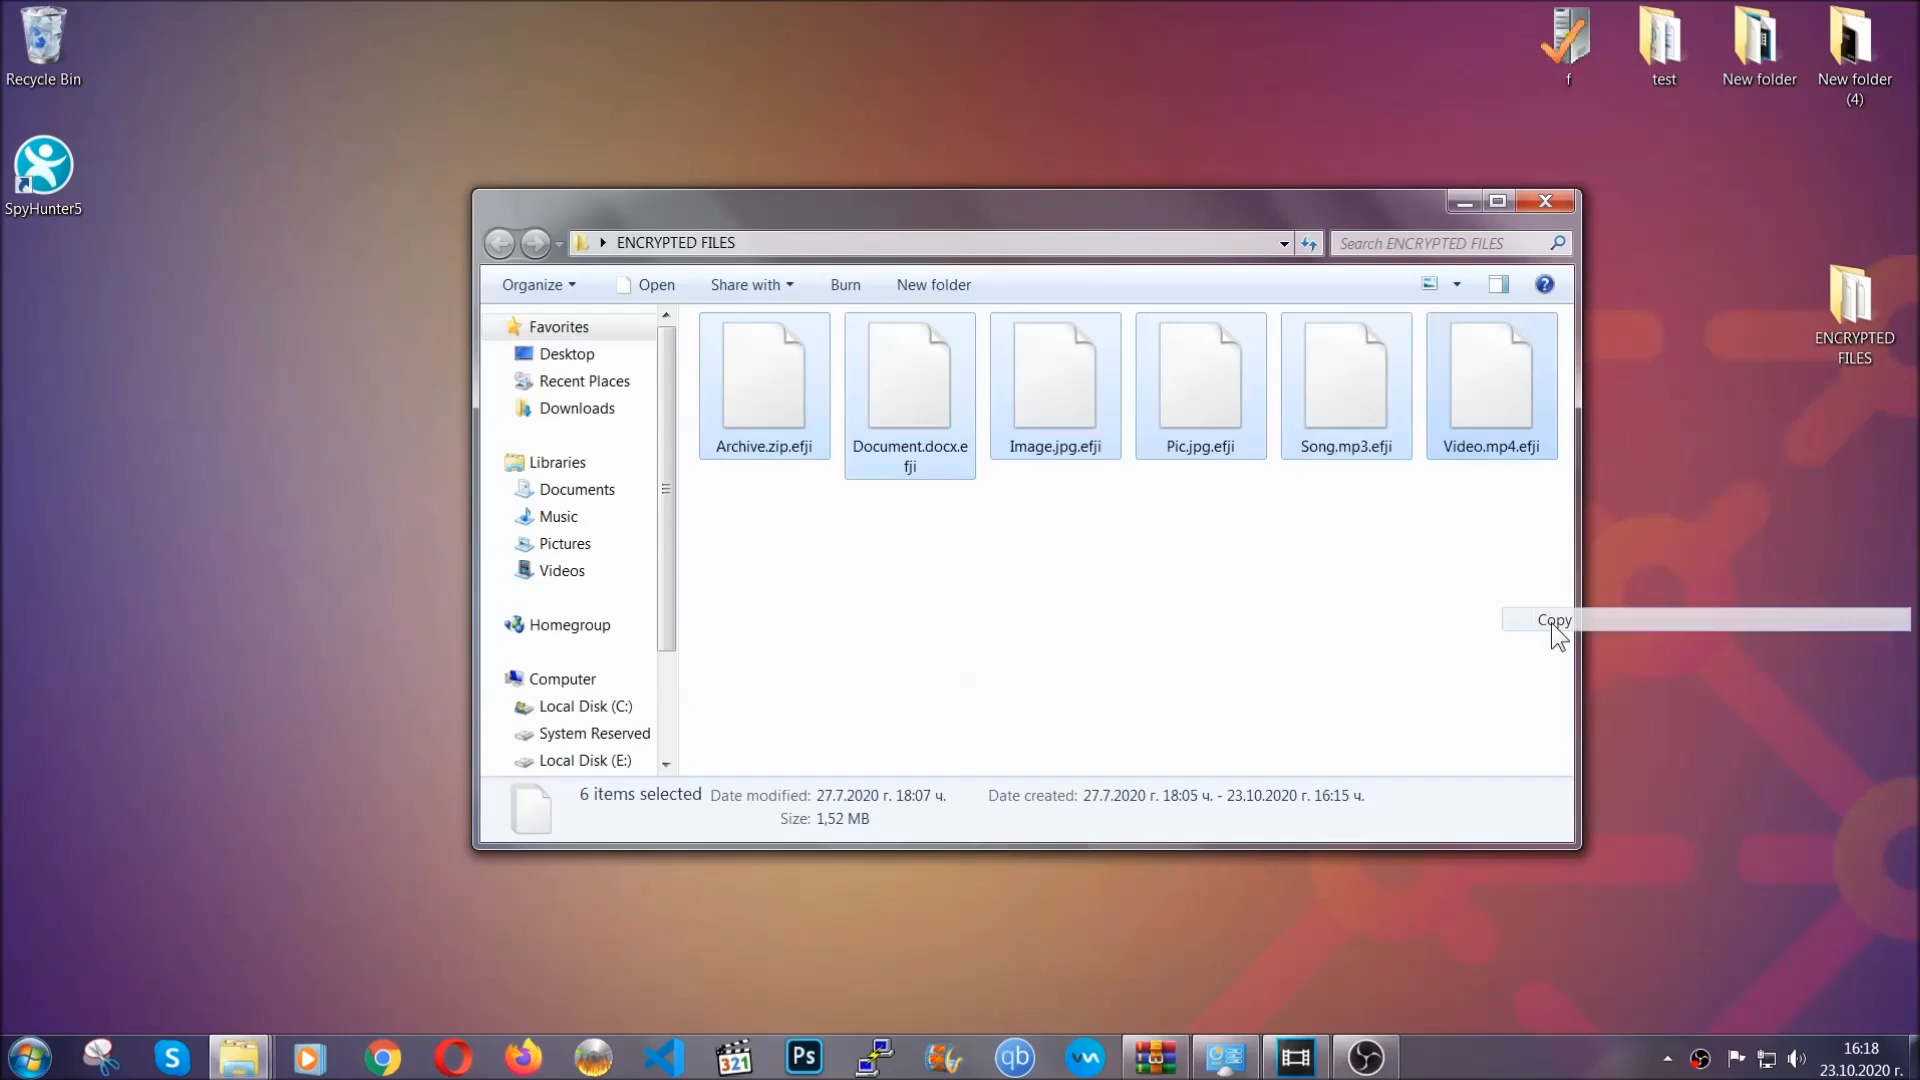 Recycle Bin
SpyHunter5
f
test
New folder
New folder
(4)
ENCRYPTED
FILES
ENCRYPTED FILES
Search ENCRYPTED FILES
Organize
Open
Share with
Burn
New folder
Favorites
Desktop
Recent Places
Downloads
Libraries
Documents
Music
Pictures
Videos
Homegroup
Computer
Local Disk (C:)
System Reserved
Local Disk (E:)
Archive.zip.efji
Document.docx.e
fji
Image.jpg.efji
Pic.jpg.efji
Song.mp3.efji
Video.mp4.efji
Copy
6 items selected
Date modified: 27.7.2020 г. 18:07 ч.
Date created: 27.7.2020 г. 18:05 ч. - 23.10.2020 г. 16:15 ч.
Size: 1,52 MB
S
321
Ps
qb
16:18
23.10.2020 г.